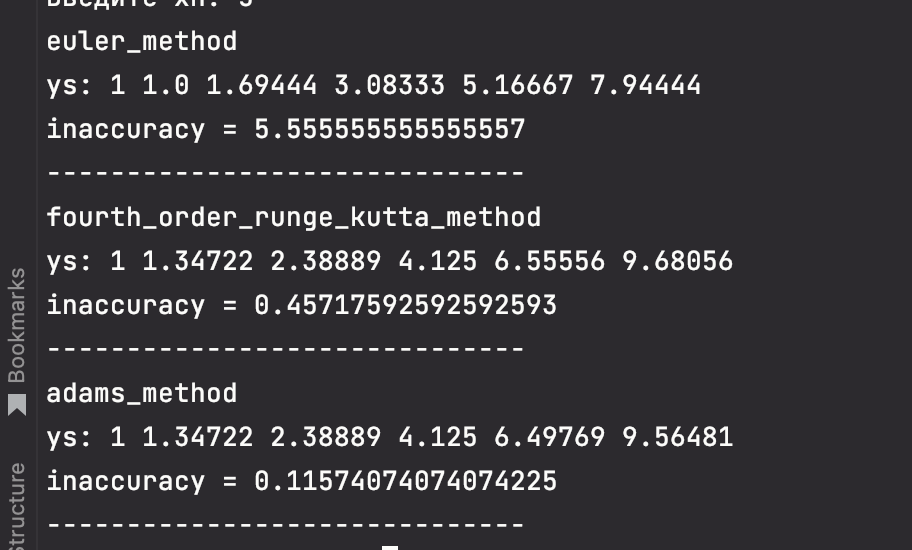 Введите xn: 5
euler_method
ys: 1 1.0 1.69444 3.08333 5.16667 7.94444
inaccuracy = 5.555555555555557
------------------------------
fourth_order_runge_kutta_method
ys: 1 1.34722 2.38889 4.125 6.55556 9.68056
inaccuracy = 0.45717592592592593
------------------------------
adams_method
ys: 1 1.34722 2.38889 4.125 6.49769 9.56481
inaccuracy = 0.11574074074074225
------------------------------
Bookmarks